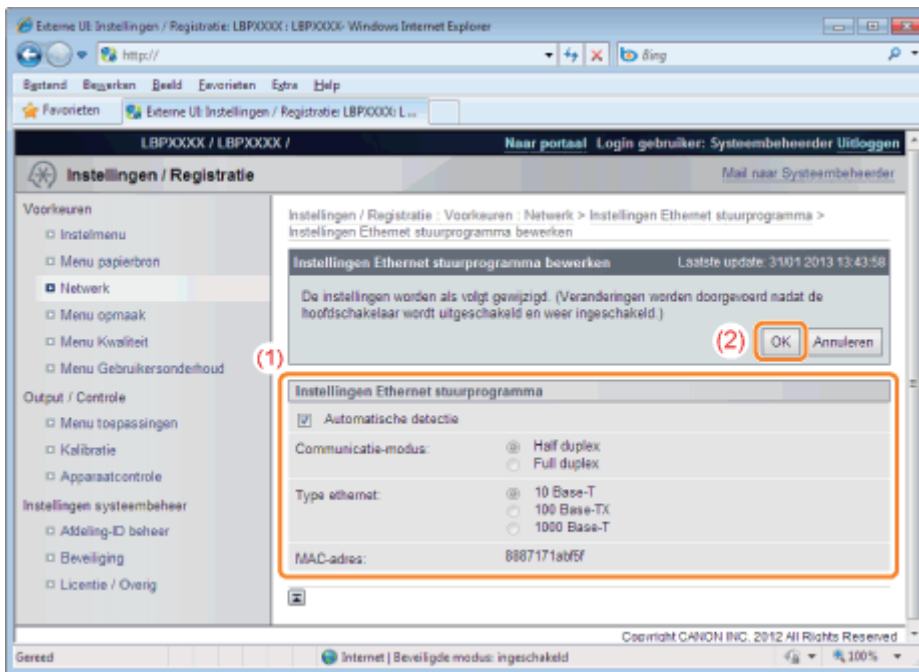 Externe UI: Instellingen / Registratie: LBPXXXX : LBPXXXX- Windows Internet Explorer
http://
Bing
Bestand Bewerken Beeld Favorieten Extra Help
Favorieten
Externe UI: Instellingen / Registratie: LBPXXXX: L...
LBPXXXX / LBPXXXX /
Naar portaal Login gebruiker: Systeembeheerder Uitloggen
Instellingen / Registratie
Mail naar Systeembeheerder
Voorkeuren
Instelmenu
Menu papierbron
Netwerk
Menu opmaak
Menu Kwaliteit
Menu Gebruikersonderhoud
Output / Controle
Menu toepassingen
Kalibratie
Apparaatcontrole
Instellingen systeembeheer
Afdeling-ID beheer
Beveiliging
Licentie / Overig
Instellingen / Registratie : Voorkeuren : Netwerk > Instellingen Ethernet stuurprogramma >
Instellingen Ethernet stuurprogramma bewerken
Instellingen Ethernet stuurprogramma bewerken
Laatste update: 31/01 2013 13:43:58
De instellingen worden als volgt gewijzigd. (Veranderingen worden doorgevoerd nadat de
hoofdschakelaar wordt uitgeschakeld en weer ingeschakeld.)
(2)
OK
Annuleren
(1)
Instellingen Ethernet stuurprogramma
Automatische detectie
Communicatie-modus:
Half duplex
Full duplex
Type ethernet:
10 Base-T
100 Base-TX
1000 Base-T
MAC-adres:
8887171abf5f
Copyright CANON INC. 2012 All Rights Reserved
Gereed
Internet | Beveiligde modus: ingeschakeld
100%